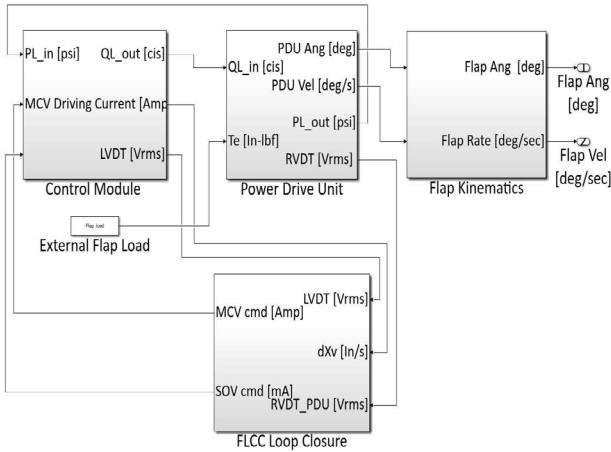 PL_in [psi]
QL_out [cis]
MCV Driving Current [Amp
LVDT [Vrms]
Control Module
QL_in [cis]
PDU Ang [deg]
PDU Vel [deg/s]
PL_out [psi]
Te [In-lbf]
RVDT [Vrms]
Power Drive Unit
Flap Ang [deg]
Flap Rate [deg/sec]
Flap Kinematics
1
Flap Ang
[deg]
2
Flap Vel
[deg/sec]
Flap load
External Flap Load
LVDT [Vrms]
MCV cmd [Amp]
dXv [In/s]
SOV cmd [mA]
RVDT_PDU [Vrms]
FLCC Loop Closure